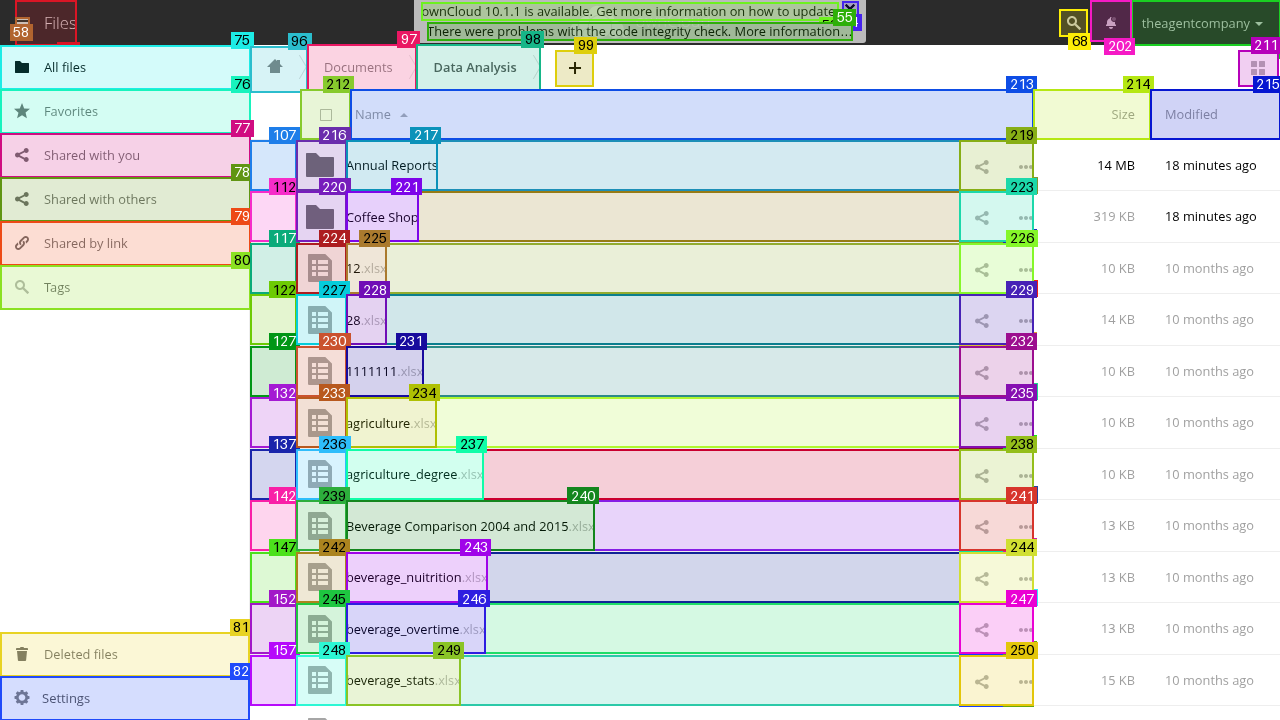 Files
ownCloud 10.1.1 is available. Get more information on how to update.
There were problems with the code integrity check. More information...
theagentcompany
58
55
97
68
202
75
96
97
98
99
211
All files
Documents
Data Analysis
+
76
212
213
214
215
Favorites
Name
Size
Modified
77
107
216
217
219
Shared with you
Annual Reports
14 MB
18 minutes ago
78
112
220
221
223
Shared with others
Coffee Shop
319 KB
18 minutes ago
79
117
224
225
226
Shared by link
12.xlsx
10 KB
10 months ago
80
122
227
228
229
Tags
28.xlsx
14 KB
10 months ago
127
230
231
232
1111111.xlsx
10 KB
10 months ago
132
233
234
235
agriculture.xlsx
10 KB
10 months ago
137
236
237
238
agriculture_degree.xlsx
10 KB
10 months ago
142
239
240
241
Beverage Comparison 2004 and 2015.xlsx
13 KB
10 months ago
147
242
243
244
beverage_nuitrition.xlsx
13 KB
10 months ago
152
245
246
247
beverage_overtime.xlsx
13 KB
10 months ago
81
157
248
249
250
Deleted files
beverage_stats.xlsx
15 KB
10 months ago
82
Settings